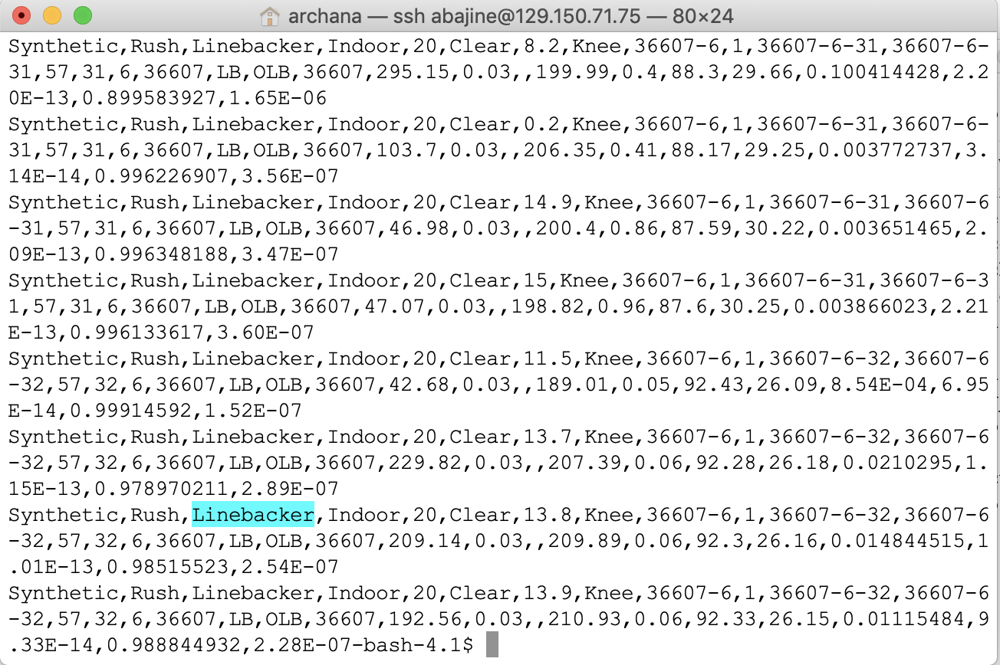 archana — ssh abajine@129.150.71.75 — 80×24
Synthetic,Rush,Linebacker,Indoor,20,Clear,8.2,Knee,36607-6,1,36607-6-31,36607-6-
31,57,31,6,36607,LB,OLB,36607,295.15,0.03,,199.99,0.4,88.3,29.66,0.100414428,2.2
0E-13,0.899583927,1.65E-06
Synthetic,Rush,Linebacker,Indoor,20,Clear,0.2,Knee,36607-6,1,36607-6-31,36607-6-
31,57,31,6,36607,LB,OLB,36607,103.7,0.03,,206.35,0.41,88.17,29.25,0.003772737,3.
14E-14,0.996226907,3.56E-07
Synthetic,Rush,Linebacker,Indoor,20,Clear,14.9,Knee,36607-6,1,36607-6-31,36607-6
-31,57,31,6,36607,LB,OLB,36607,46.98,0.03,,200.4,0.86,87.59,30.22,0.003651465,2.
09E-13,0.996348188,3.47E-07
Synthetic,Rush,Linebacker,Indoor,20,Clear,15,Knee,36607-6,1,36607-6-31,36607-6-3
1,57,31,6,36607,LB,OLB,36607,47.07,0.03,,198.82,0.96,87.6,30.25,0.003866023,2.21
E-13,0.996133617,3.60E-07
Synthetic,Rush,Linebacker,Indoor,20,Clear,11.5,Knee,36607-6,1,36607-6-32,36607-6
-32,57,32,6,36607,LB,OLB,36607,42.68,0.03,,189.01,0.05,92.43,26.09,8.54E-04,6.95
E-14,0.99914592,1.52E-07
Synthetic,Rush,Linebacker,Indoor,20,Clear,13.7,Knee,36607-6,1,36607-6-32,36607-6
-32,57,32,6,36607,LB,OLB,36607,229.82,0.03,,207.39,0.06,92.28,26.18,0.0210295,1.
15E-13,0.978970211,2.89E-07
Synthetic,Rush,Linebacker,Indoor,20,Clear,13.8,Knee,36607-6,1,36607-6-32,36607-6
-32,57,32,6,36607,LB,OLB,36607,209.14,0.03,,209.89,0.06,92.3,26.16,0.014844515,1
.01E-13,0.98515523,2.54E-07
Synthetic,Rush,Linebacker,Indoor,20,Clear,13.9,Knee,36607-6,1,36607-6-32,36607-6
-32,57,32,6,36607,LB,OLB,36607,192.56,0.03,,210.93,0.06,92.33,26.15,0.01115484,9
.33E-14,0.988844932,2.28E-07-bash-4.1$